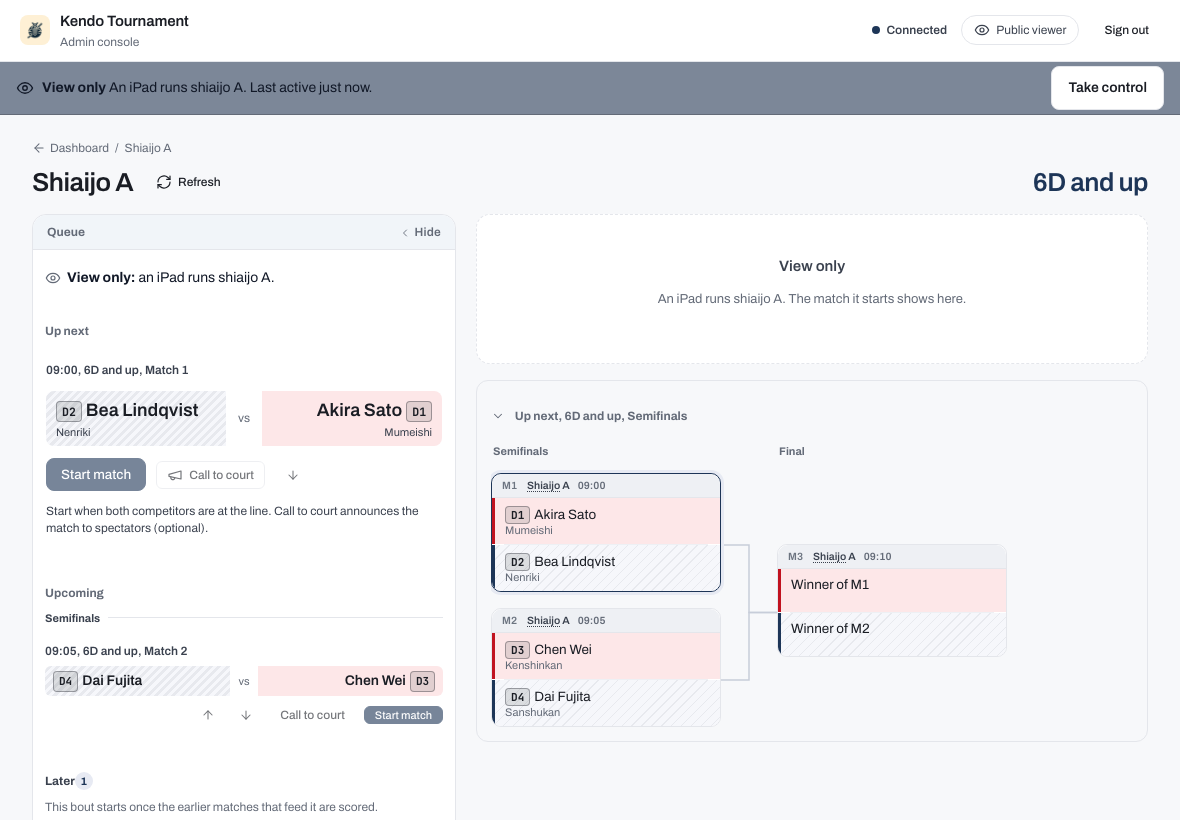 Kendo Tournament
Admin console
Connected
Public viewer
Sign out
View only An iPad runs shiaijo A. Last active just now.
Take control
Dashboard / Shiaijo A
Shiaijo A
Refresh
6D and up
Queue
Hide
View only: an iPad runs shiaijo A.
Up next
09:00, 6D and up, Match 1
D2 Bea Lindqvist
Nenriki
vs
Akira Sato D1
Mumeishi
Start match
Call to court
Start when both competitors are at the line. Call to court announces the
match to spectators (optional).
Upcoming
Semifinals
09:05, 6D and up, Match 2
D4 Dai Fujita
vs
Chen Wei D3
Call to court
Start match
Later 1
This bout starts once the earlier matches that feed it are scored.
View only
An iPad runs shiaijo A. The match it starts shows here.
Up next, 6D and up, Semifinals
Semifinals
M1 Shiaijo A 09:00
D1 Akira Sato
Mumeishi
D2 Bea Lindqvist
Nenriki
M2 Shiaijo A 09:05
D3 Chen Wei
Kenshinkan
D4 Dai Fujita
Sanshukan
Final
M3 Shiaijo A 09:10
Winner of M1
Winner of M2